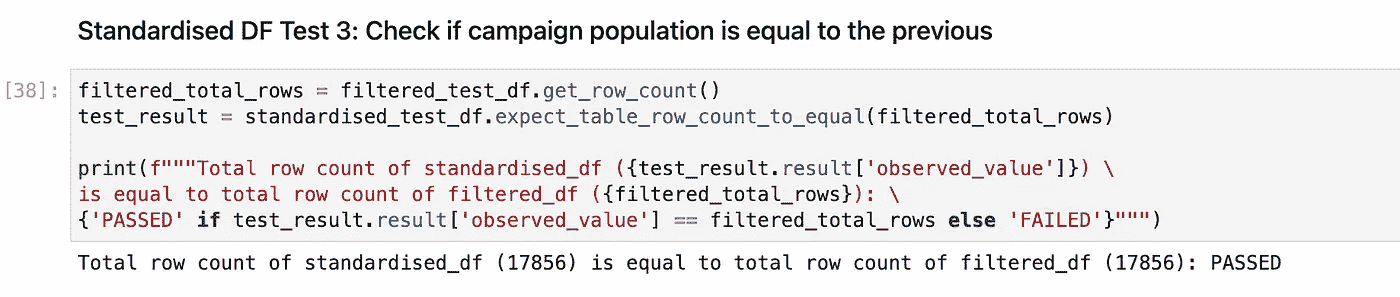 Standardised DF Test 3: Check if campaign population is equal to the previous
[38]: filtered_total_rows = filtered_test_df.get_row_count()
test_result = standardised_test_df.expect_table_row_count_to_equal(filtered_total_rows)
print(f"""Total row count of standardised_df ({test_result.result['observed_value']}) \
is equal to total row count of filtered_df ({filtered_total_rows}): \
{'PASSED' if test_result.result['observed_value'] == filtered_total_rows else 'FAILED'}""")
Total row count of standardised_df (17856) is equal to total row count of filtered_df (17856): PASSED